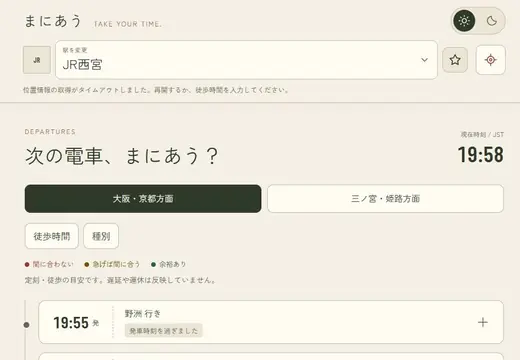 まにあう TAKE YOUR TIME.
駅を変更
JR
JR西宮
位置情報の取得がタイムアウトしました。再開するか、徒歩時間を入力してください。
DEPARTURES
現在時刻 / JST
次の電車、まにあう？
19:58
大阪・京都方面
三ノ宮・姫路方面
徒歩時間
種別
間に合わない
急げば間に合う
余裕あり
定刻・徒歩の目安です。遅延や運休は反映していません。
19:55 発
野洲 行き
発車時刻を過ぎました